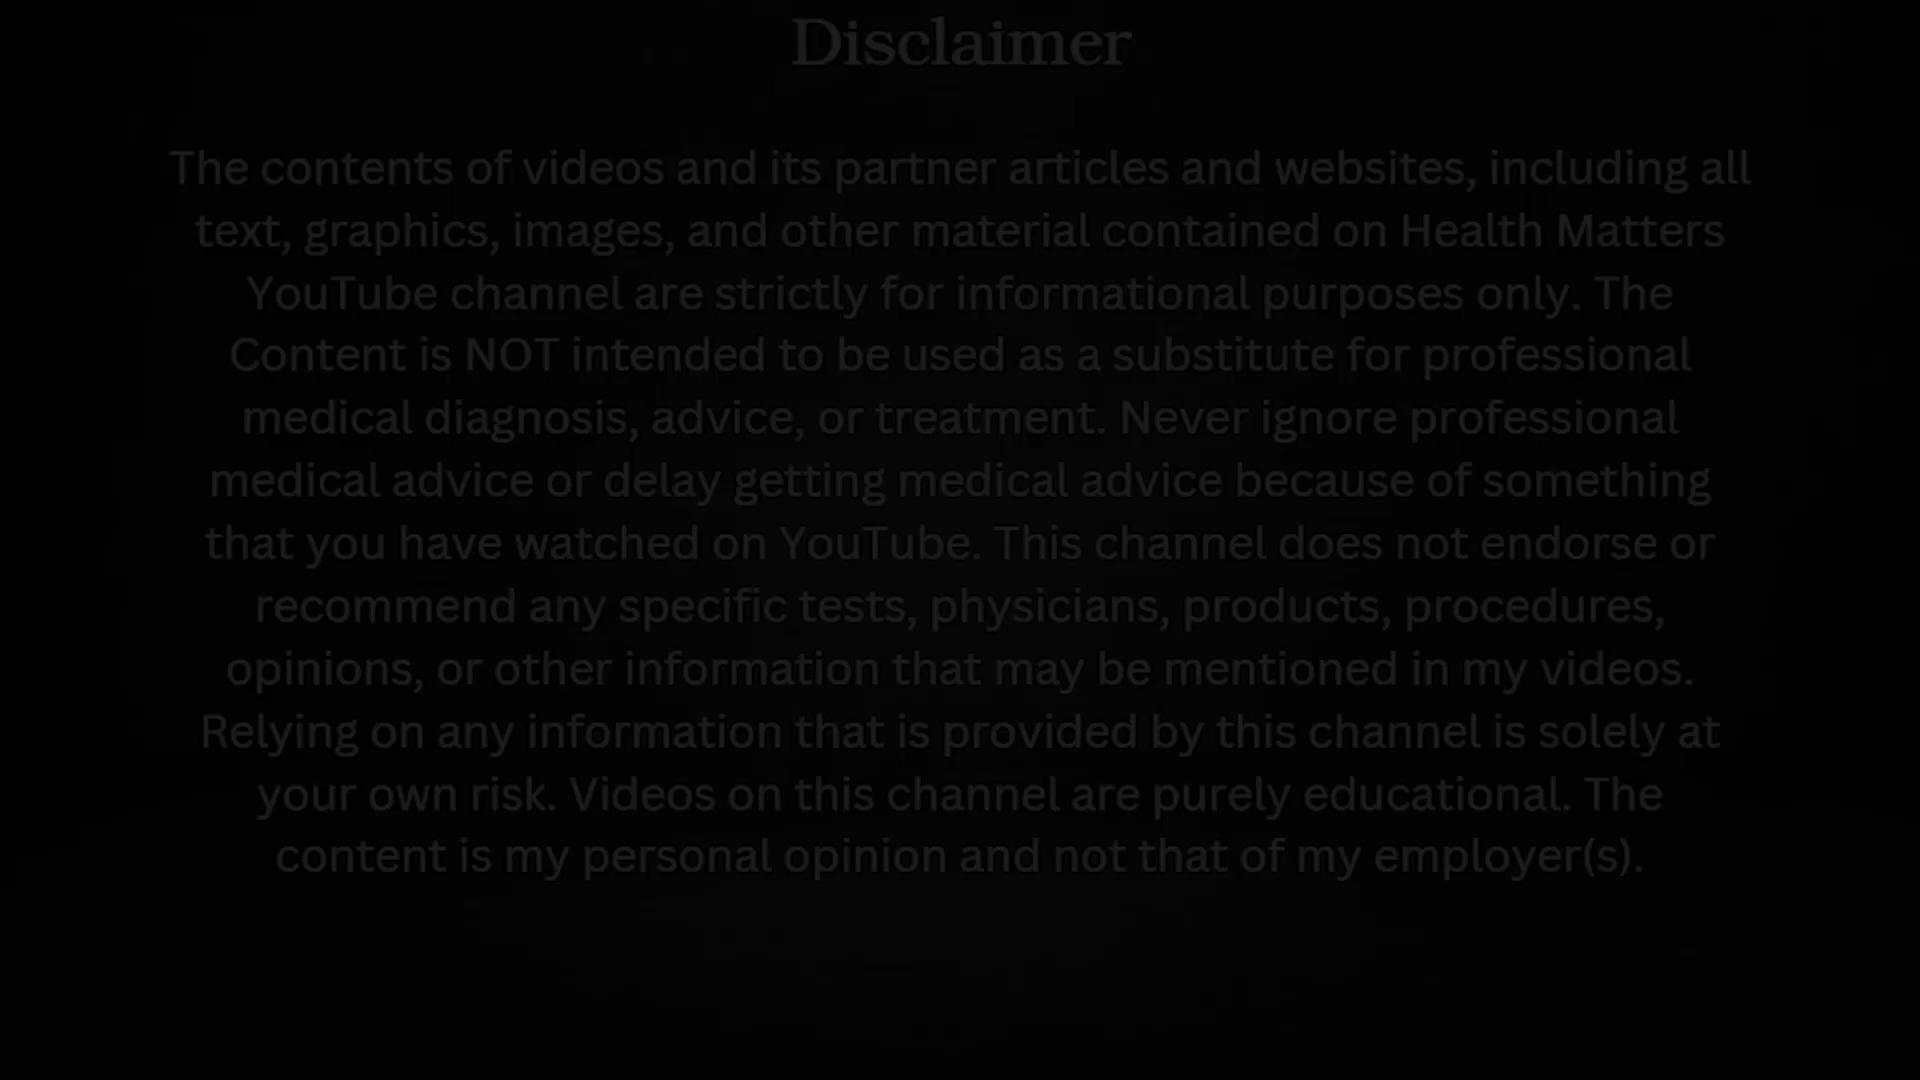 Disclaimer
The contents of videos and its partner articles and websites, including all
text, graphics, images, and other material contained on Health Matters
YouTube channel are strictly for informational purposes only. The
Content is NOT intended to be used as a substitute for professional
medical diagnosis, advice, or treatment. Never ignore professional
medical advice or delay getting medical advice because of something
that you have watched on YouTube. This channel does not endorse or
recommend any specific tests, physicians, products, procedures,
opinions, or other information that may be mentioned in my videos.
Relying on any information that is provided by this channel is solely at
your own risk. Videos on this channel are purely educational. The
content is my personal opinion and not that of my employer(s).